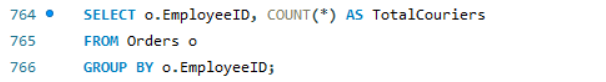 764 SELECT o.EmployeeID, COUNT(*) AS TotalCouriers
765 FROM Orders o
766 GROUP BY o.EmployeeID;